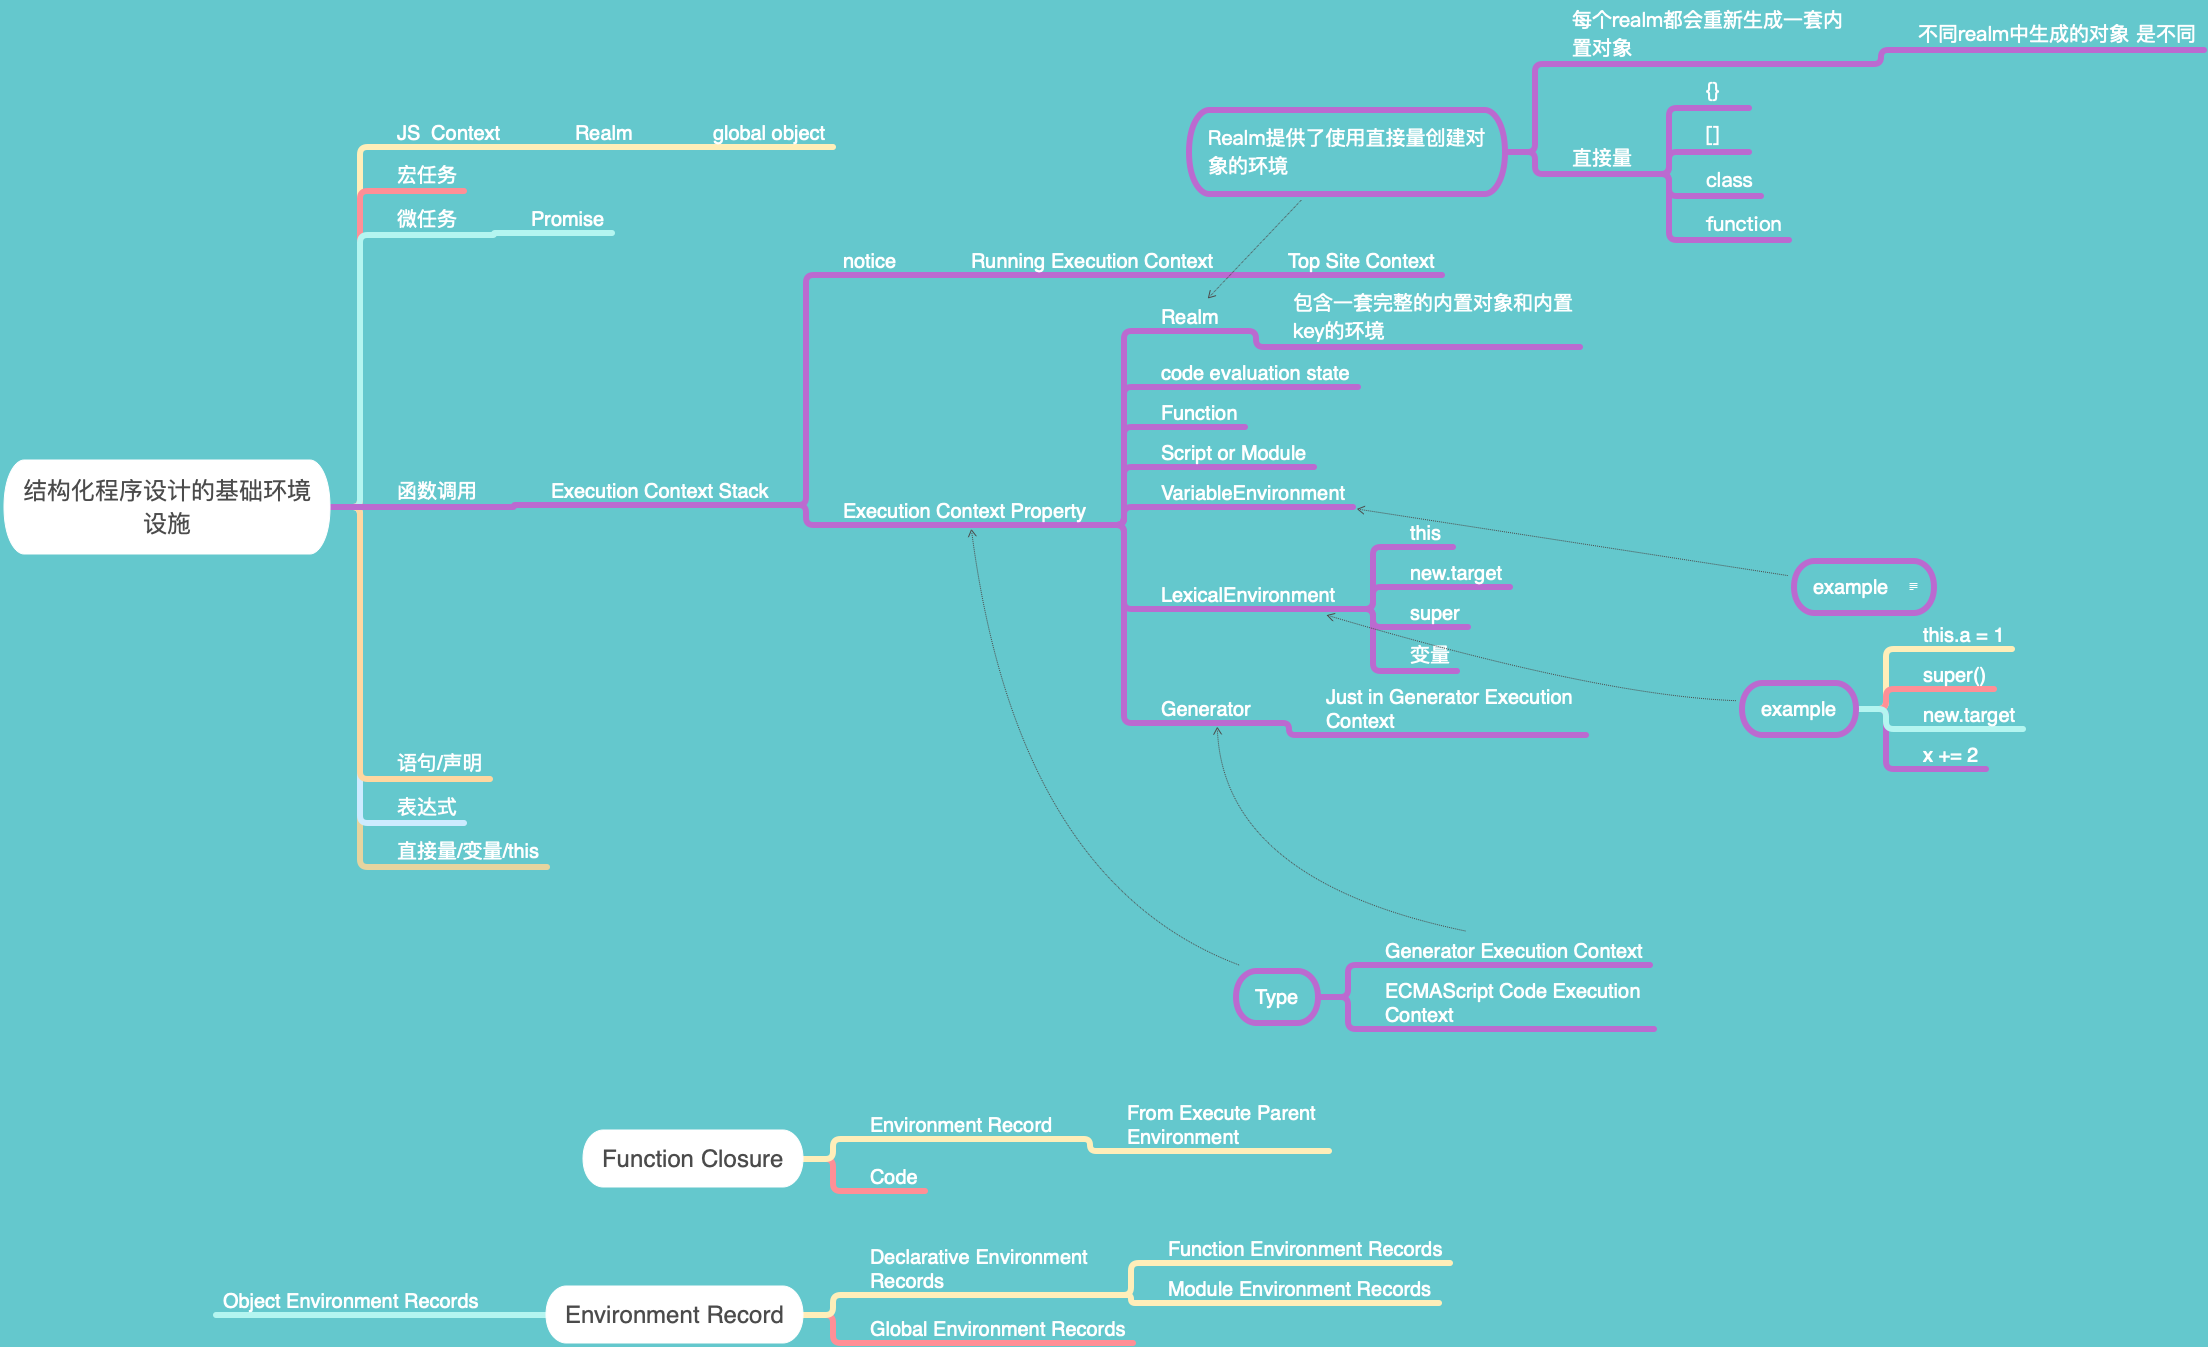 每个realm都会重新生成一套内
置对象
不同realm中生成的对象 是不同
{}
[]
class
function
直接量
Realm提供了使用直接量创建对
象的环境
JS  Context
Realm
global object
宏任务
微任务
Promise
notice
Running Execution Context
Top Site Context
Realm
包含一套完整的内置对象和内置
key的环境
code evaluation state
Function
Script or Module
VariableEnvironment
结构化程序设计的基础环境
设施
函数调用
Execution Context Stack
Execution Context Property
this
new.target
super
变量
LexicalEnvironment
example
example
this.a = 1
super()
new.target
x += 2
Generator
Just in Generator Execution
Context
语句/声明
表达式
直接量/变量/this
Type
Generator Execution Context
ECMAScript Code Execution
Context
Function Closure
Environment Record
From Execute Parent
Environment
Code
Object Environment Records
Environment Record
Declarative Environment
Records
Function Environment Records
Module Environment Records
Global Environment Records